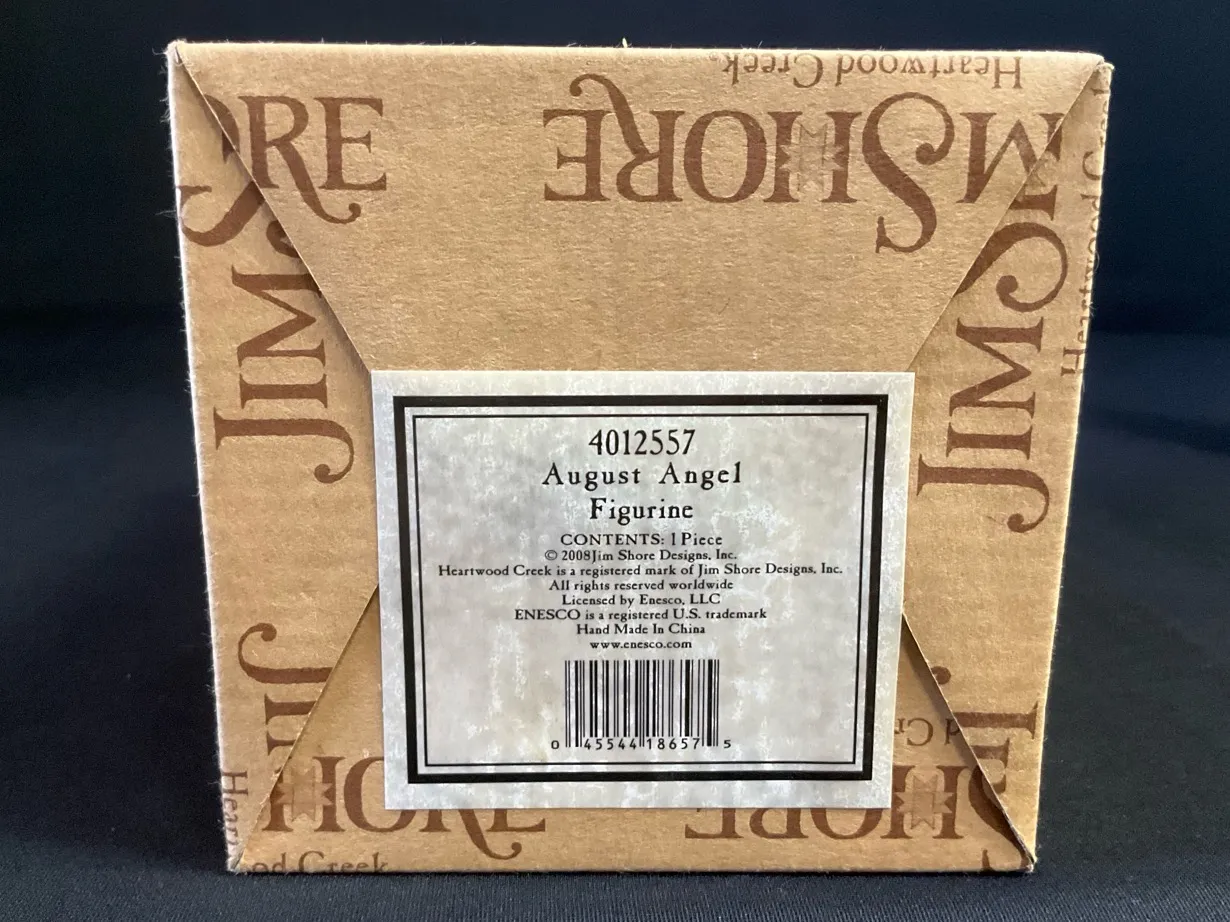 Heartwood Creek
SHORE
JIM SHORE
JIM
JIM S
4012557
August Angel
Figurine
CONTENTS: 1 Piece
© 2008 Jim Shore Designs, Inc.
Heartwood Creek is a registered mark of Jim Shore Designs, Inc.
All rights reserved worldwide
Licensed by Enesco, LLC
ENESCO is a registered U.S. trademark
Hand Made In China
www.enesco.com
0 45544 18657 5
SHORE
SHORE
od Creek